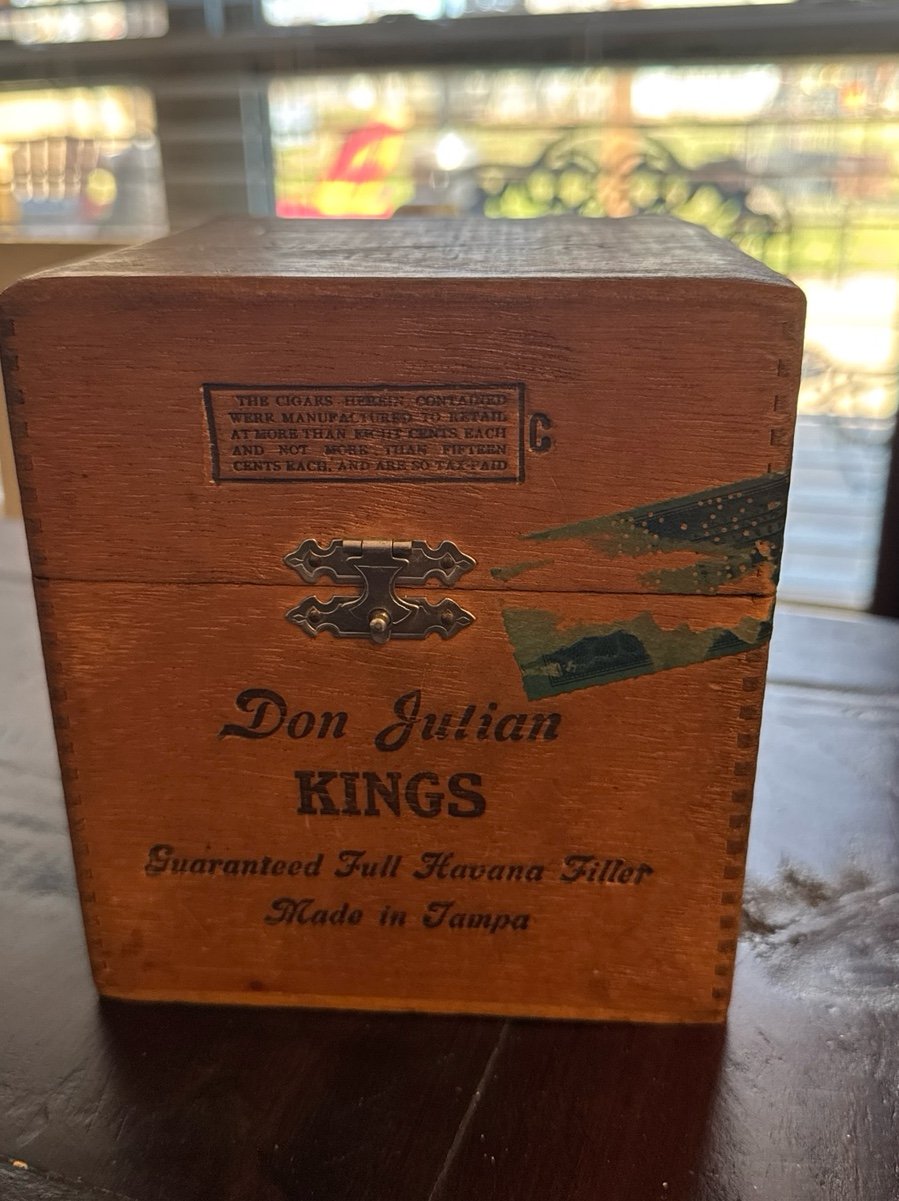 THE CIGARS HEREIN CONTAINED
WERE MANUFACTURED TO RETAIL
AT MORE THAN EIGHT CENTS EACH
AND NOT MORE THAN FIFTEEN
CENTS EACH, AND ARE SO TAX-PAID
C
Don Julian
KINGS
Guaranteed Full Havana Filler
Made in Tampa